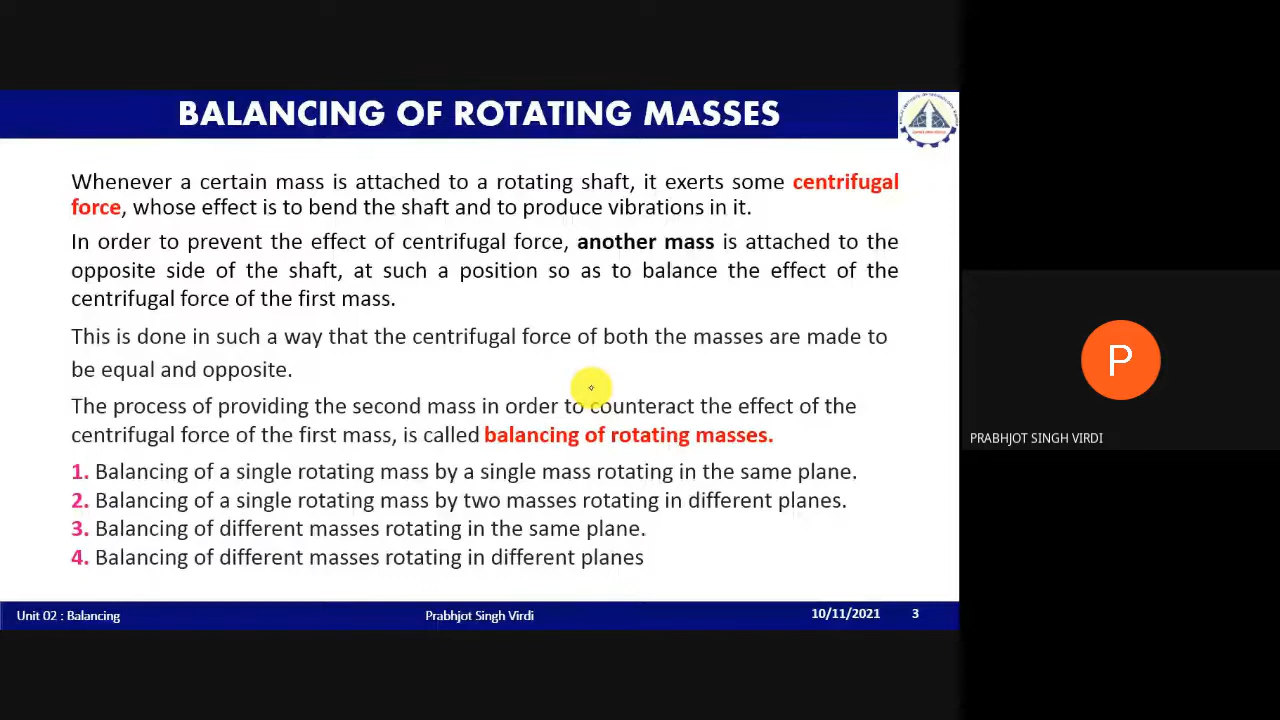 BALANCING OF ROTATING MASSES
Whenever a certain mass is attached to a rotating shaft, it exerts some centrifugal
force, whose effect is to bend the shaft and to produce vibrations in it.
In order to prevent the effect of centrifugal force, another mass is attached to the
opposite side of the shaft, at such a position so as to balance the effect of the
centrifugal force of the first mass.
This is done in such a way that the centrifugal force of both the masses are made to
be equal and opposite.
The process of providing the second mass in order to counteract the effect of the
centrifugal force of the first mass, is called balancing of rotating masses.
1. Balancing of a single rotating mass by a single mass rotating in the same plane.
2. Balancing of a single rotating mass by two masses rotating in different planes.
3. Balancing of different masses rotating in the same plane.
4. Balancing of different masses rotating in different planes
Unit 02 : Balancing Prabhjot Singh Virdi 10/11/2021 3
P
PRABHJOT SINGH VIRDI